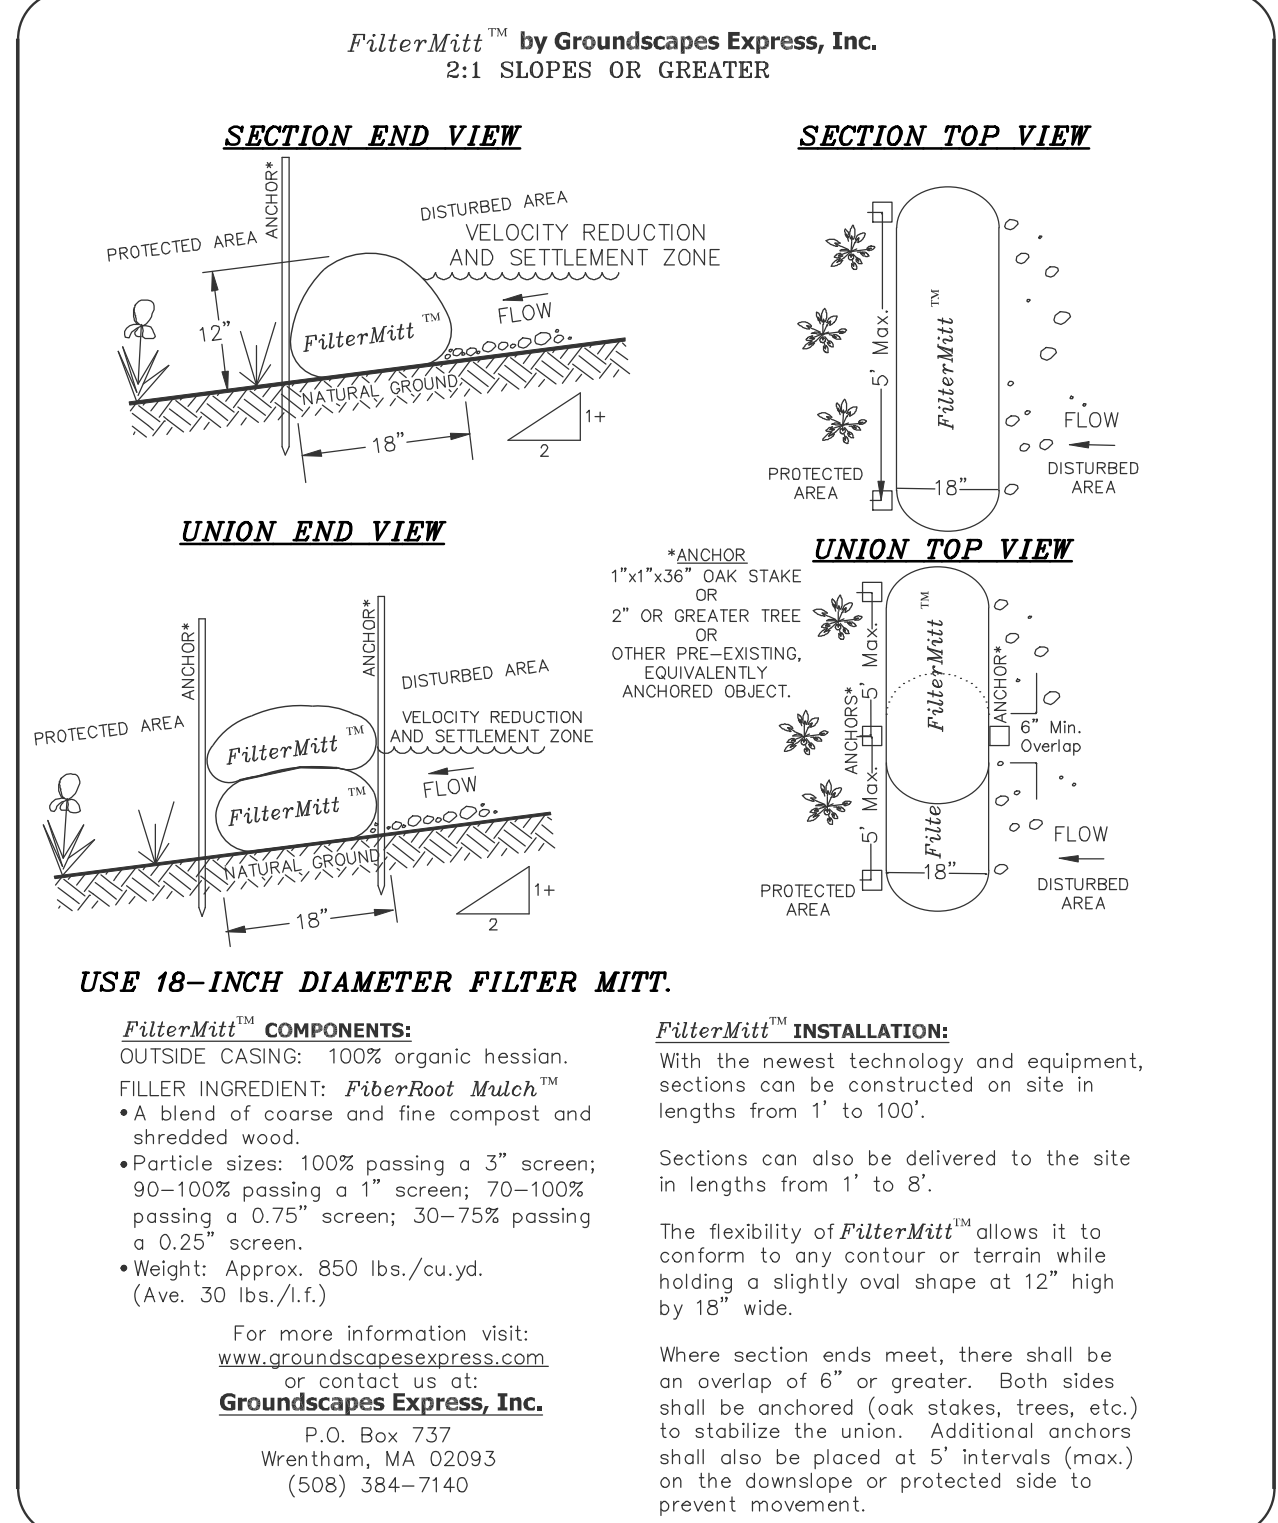 FilterMitt™ by Groundscapes Express, Inc.
2:1 SLOPES OR GREATER
SECTION END VIEW
ANCHOR*
PROTECTED AREA
DISTURBED AREA
VELOCITY REDUCTION
AND SETTLEMENT ZONE
12"
FLOW
FilterMitt™
NATURAL GROUND
18"
1+
2
SECTION TOP VIEW
5' Max.
FilterMitt™
FLOW
PROTECTED
AREA
18"
DISTURBED
AREA
UNION END VIEW
ANCHOR*
ANCHOR*
PROTECTED AREA
DISTURBED AREA
VELOCITY REDUCTION
AND SETTLEMENT ZONE
FilterMitt™
FLOW
FilterMitt™
NATURAL GROUND
18"
1+
2
*ANCHOR
1"x1"x36" OAK STAKE
OR
2" OR GREATER TREE
OR
OTHER PRE-EXISTING,
EQUIVALENTLY
ANCHORED OBJECT.
UNION TOP VIEW
5' Max.
FilterMitt™
ANCHOR*
ANCHORS*
6" Min.
Overlap
5' Max.
Filte
FLOW
18"
PROTECTED
AREA
DISTURBED
AREA
USE 18-INCH DIAMETER FILTER MITT.
FilterMitt™ COMPONENTS:
OUTSIDE CASING: 100% organic hessian.
FILLER INGREDIENT: FiberRoot Mulch™
• A blend of coarse and fine compost and
shredded wood.
• Particle sizes: 100% passing a 3" screen;
90-100% passing a 1" screen; 70-100%
passing a 0.75" screen; 30-75% passing
a 0.25" screen.
• Weight: Approx. 850 lbs./cu.yd.
(Ave. 30 lbs./l.f.)
For more information visit:
www.groundscapesexpress.com
or contact us at:
Groundscapes Express, Inc.
P.O. Box 737
Wrentham, MA 02093
(508) 384-7140
FilterMitt™ INSTALLATION:
With the newest technology and equipment,
sections can be constructed on site in
lengths from 1' to 100'.
Sections can also be delivered to the site
in lengths from 1' to 8'.
The flexibility of FilterMitt™ allows it to
conform to any contour or terrain while
holding a slightly oval shape at 12" high
by 18" wide.
Where section ends meet, there shall be
an overlap of 6" or greater. Both sides
shall be anchored (oak stakes, trees, etc.)
to stabilize the union. Additional anchors
shall also be placed at 5' intervals (max.)
on the downslope or protected side to
prevent movement.